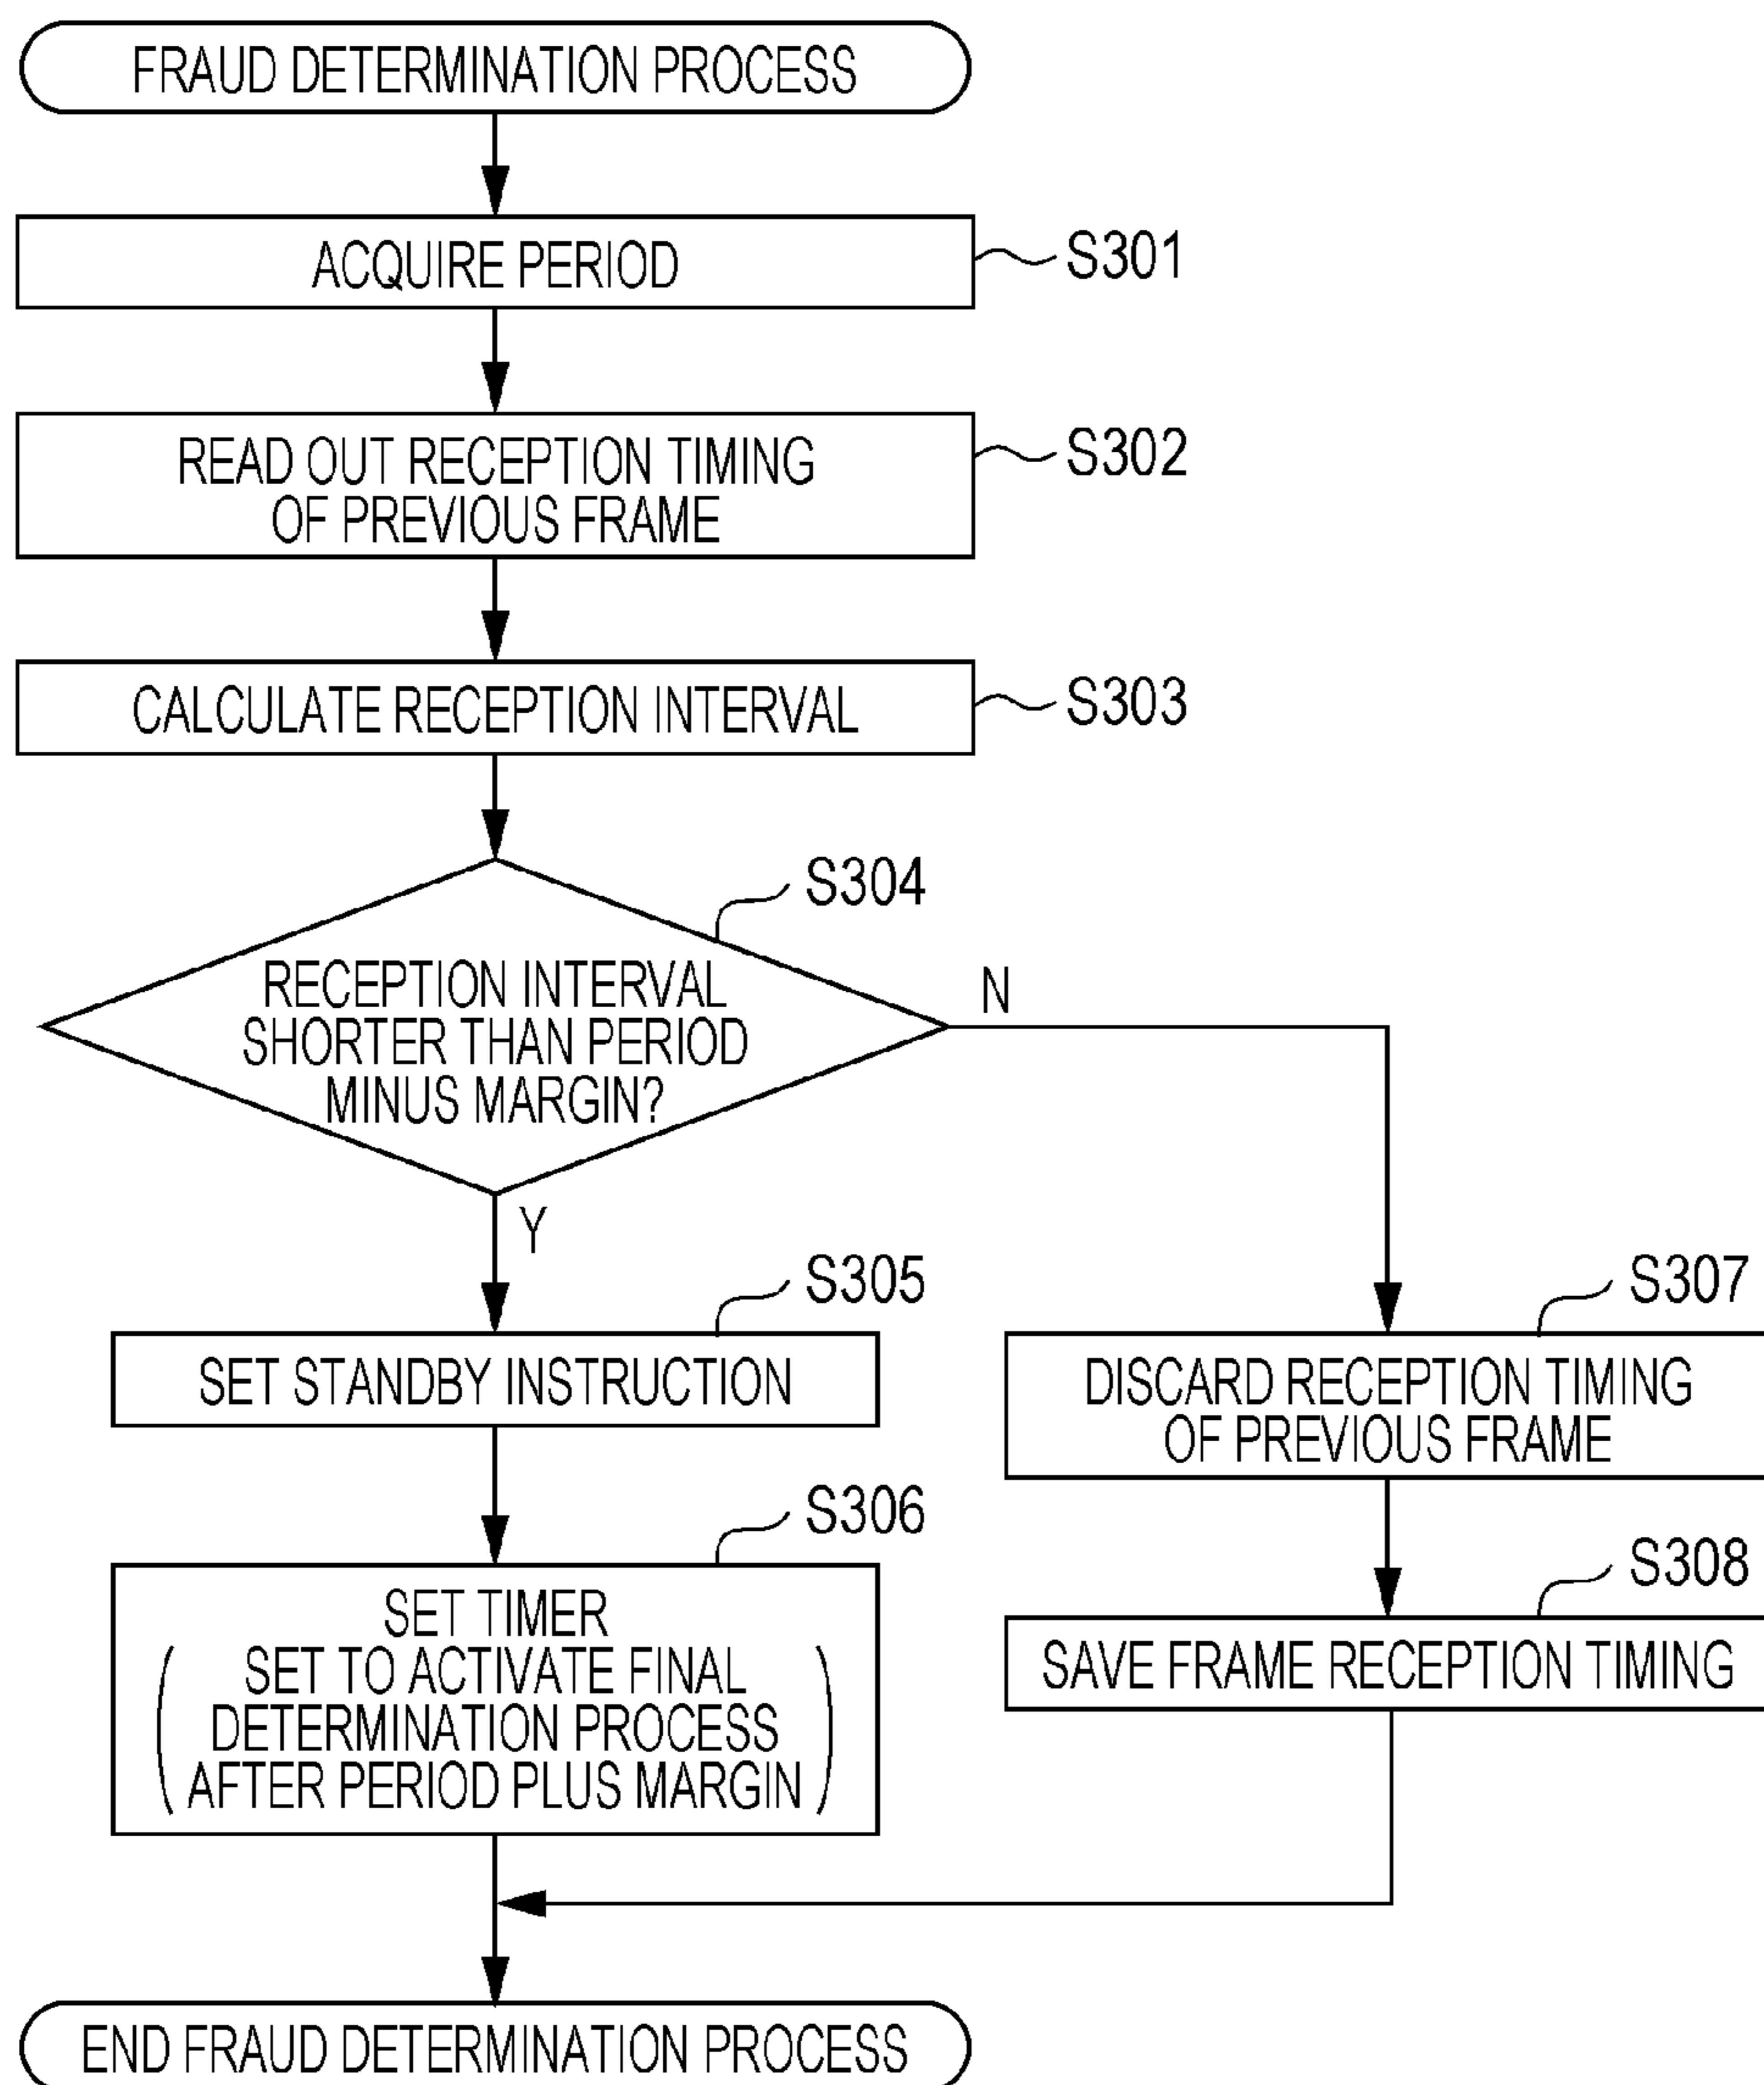 FRAUD DETERMINATION PROCESS
ACQUIRE PERIOD
S301
READ OUT RECEPTION TIMING
OF PREVIOUS FRAME
S302
CALCULATE RECEPTION INTERVAL
S303
S304
RECEPTION INTERVAL
SHORTER THAN PERIOD
MINUS MARGIN?
N
Y
S305
SET STANDBY INSTRUCTION
S307
DISCARD RECEPTION TIMING
OF PREVIOUS FRAME
S306
SET TIMER
(SET TO ACTIVATE FINAL
DETERMINATION PROCESS
AFTER PERIOD PLUS MARGIN)
S308
SAVE FRAME RECEPTION TIMING
END FRAUD DETERMINATION PROCESS